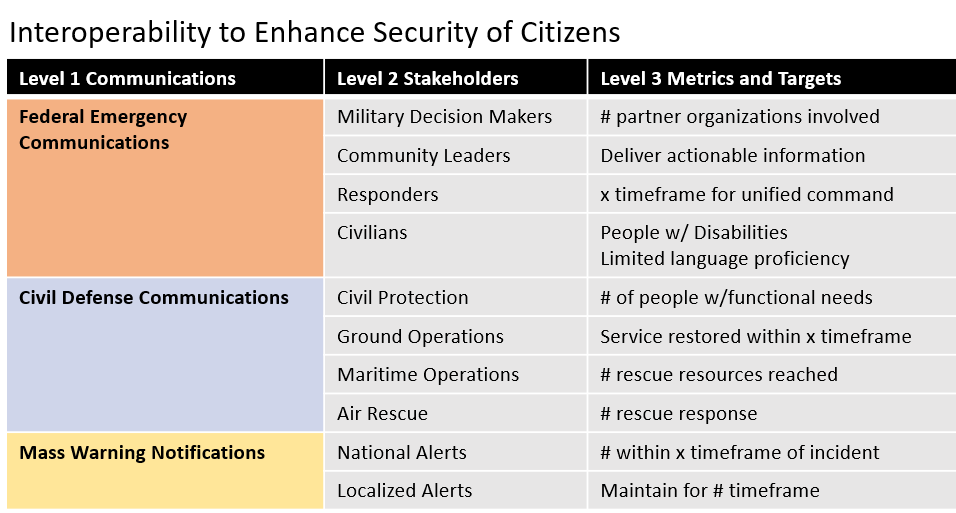 Interoperability to Enhance Security of Citizens
Level 1 Communications Level 2 Stakeholders Level 3 Metrics and Targets
Federal Emergency Communications Military Decision Makers # partner organizations involved
Community Leaders Deliver actionable information
Responders x timeframe for unified command
Civilians People w/ Disabilities
Limited language proficiency
Civil Defense Communications Civil Protection # of people w/functional needs
Ground Operations Service restored within x timeframe
Maritime Operations # rescue resources reached
Air Rescue # rescue response
Mass Warning Notifications National Alerts # within x timeframe of incident
Localized Alerts Maintain for # timeframe